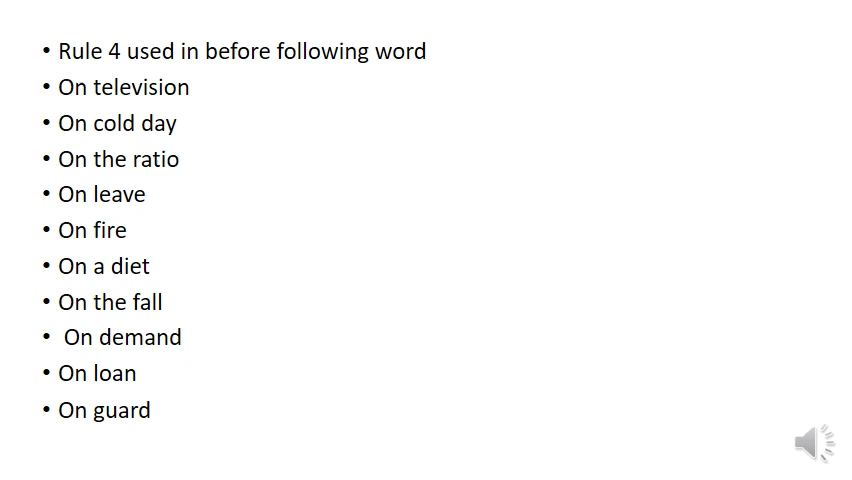 • Rule 4 used in before following word
• On television
• On cold day
• On the ratio
• On leave
• On fire
• On a diet
• On the fall
• On demand
• On loan
• On guard